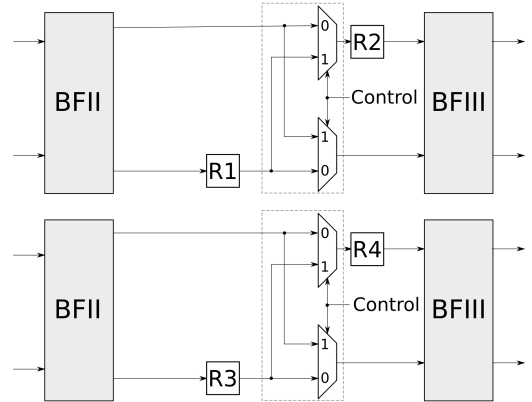 0
R2
1
BFII
Control
BFIII
1
R1
0
0
R4
1
BFII
Control
BFIII
1
R3
0